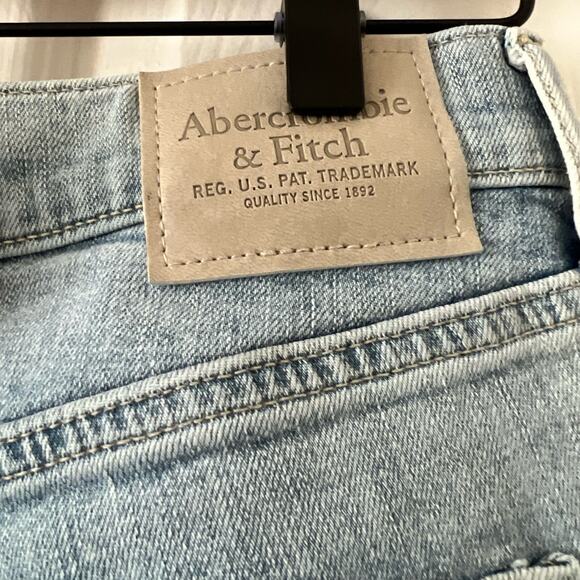 Abercrombie
& Fitch
REG. U.S. PAT. TRADEMARK
QUALITY SINCE 1892